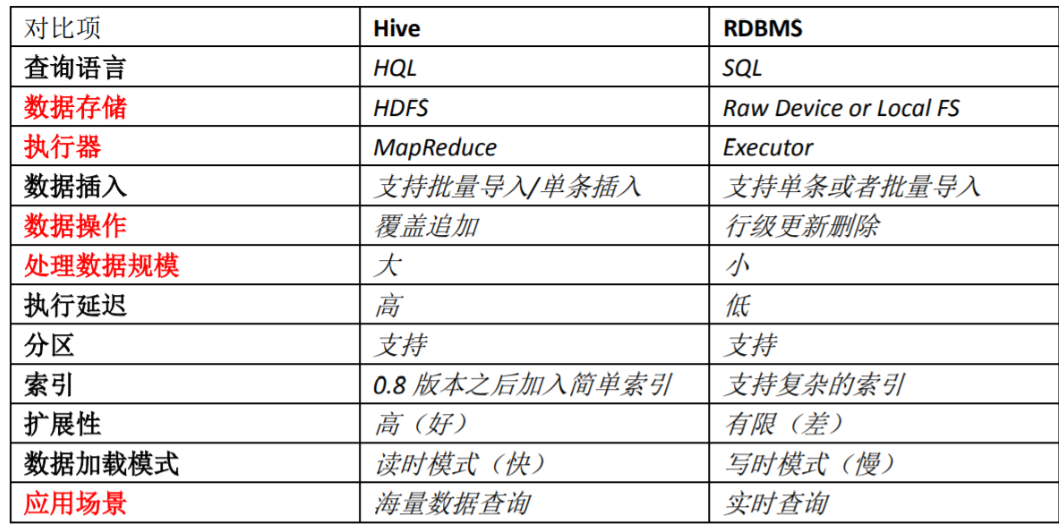 对比项 Hive RDBMS
查询语言 HQL SQL
数据存储 HDFS Raw Device or Local FS
执行器 MapReduce Executor
数据插入 支持批量导入/单条插入 支持单条或者批量导入
数据操作 覆盖追加 行级更新删除
处理数据规模 大 小
执行延迟 高 低
分区 支持 支持
索引 0.8 版本之后加入简单索引 支持复杂的索引
扩展性 高（好） 有限（差）
数据加载模式 读时模式（快） 写时模式（慢）
应用场景 海量数据查询 实时查询